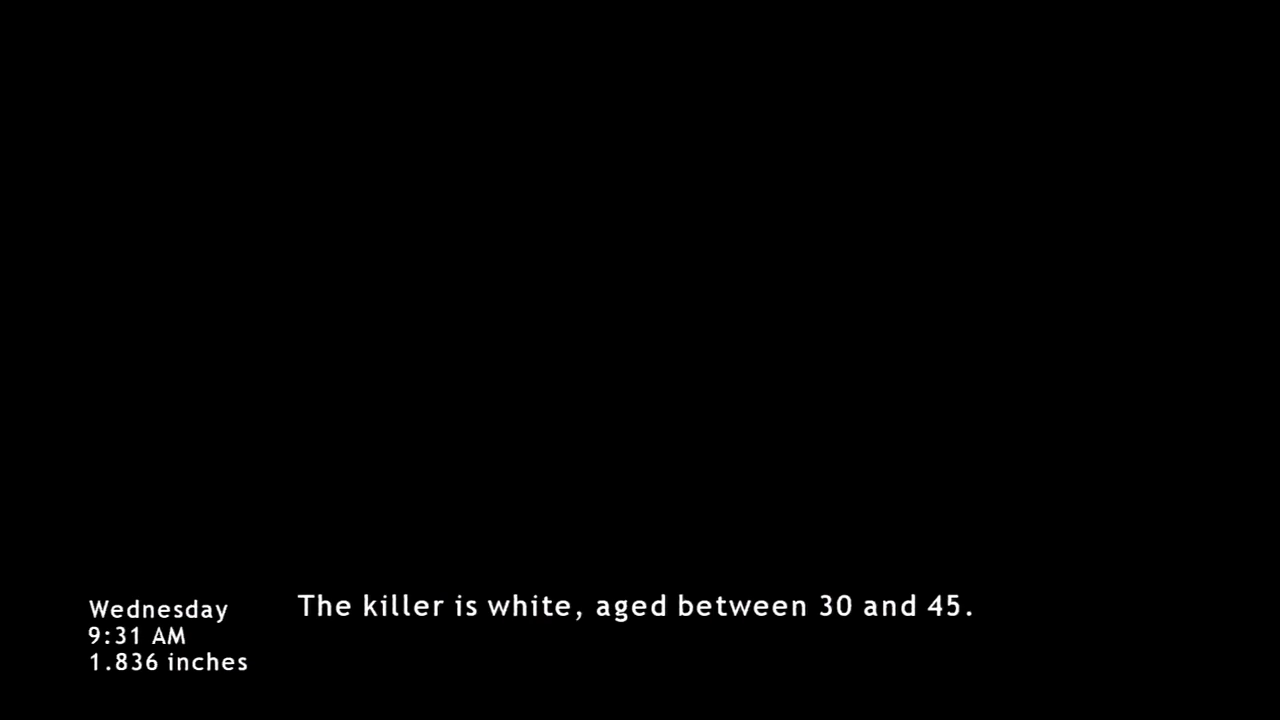 Wednesday
9:31 AM
1.836 inches
The killer is white, aged between 30 and 45.